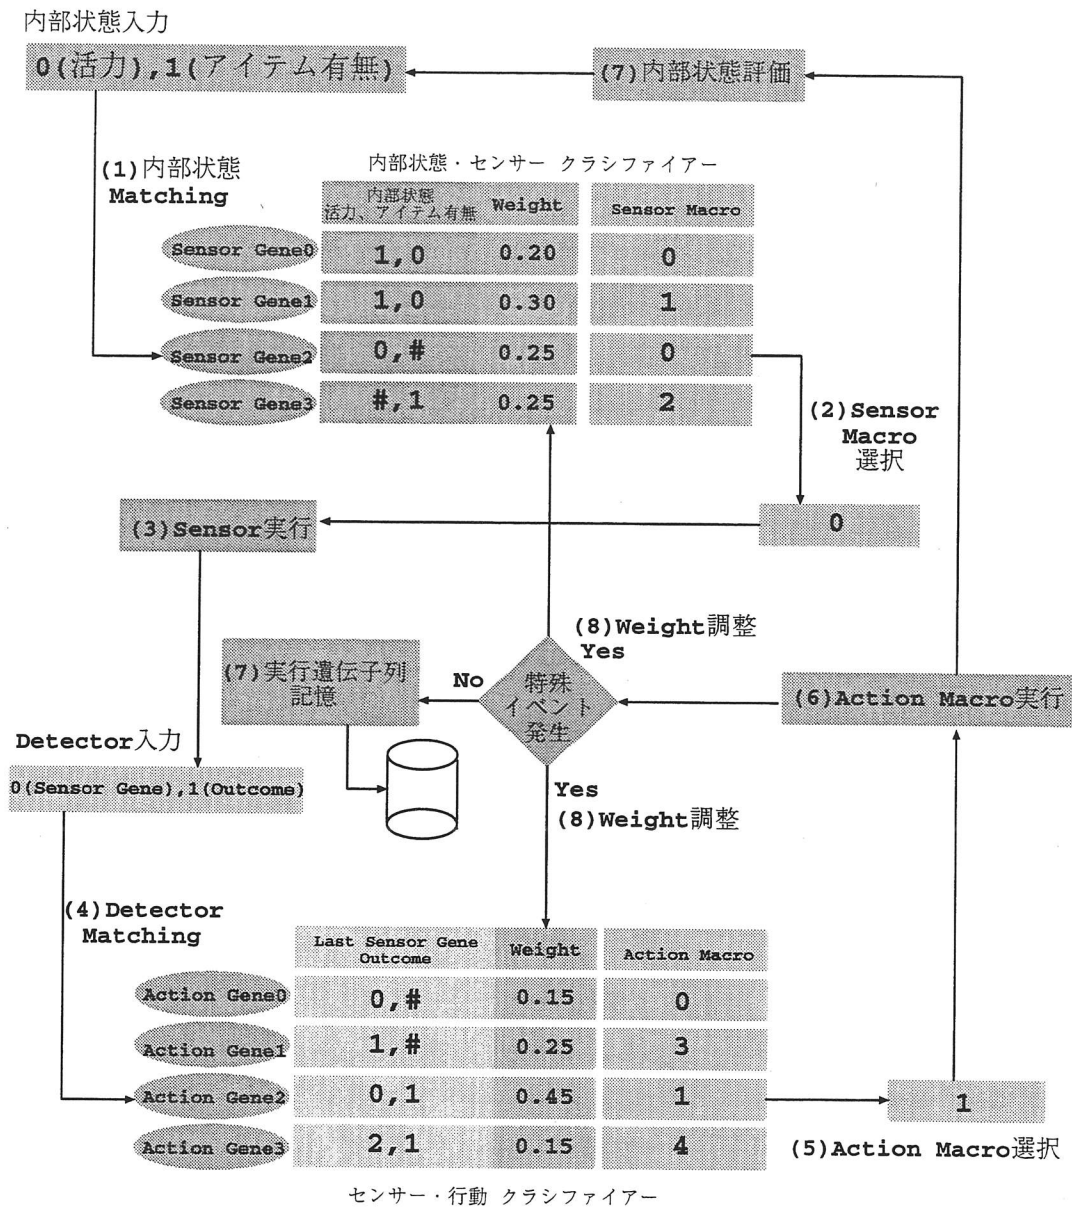 内部状態入力
0(活力),1(アイテム有無)
(7)内部状態評価
(1)内部状態
Matching
内部状態・センサー クラシファイアー
内部状態
活力、アイテム有無
Weight
Sensor Macro
Sensor Gene0
1,0
0.20
0
Sensor Gene1
1,0
0.30
1
Sensor Gene2
0,#
0.25
0
Sensor Gene3
#,1
0.25
2
(2)Sensor
Macro
選択
(3)Sensor実行
0
(8)Weight調整
Yes
(7)実行遺伝子列
記憶
No
特殊
イベント
発生
(6)Action Macro実行
Detector入力
0(Sensor Gene),1(Outcome)
Yes
(8)Weight調整
(4)Detector
Matching
Last Sensor Gene
Outcome
Weight
Action Macro
Action Gene0
0,#
0.15
0
Action Gene1
1,#
0.25
3
Action Gene2
0,1
0.45
1
1
Action Gene3
2,1
0.15
4
(5)Action Macro選択
センサー・行動 クラシファイアー